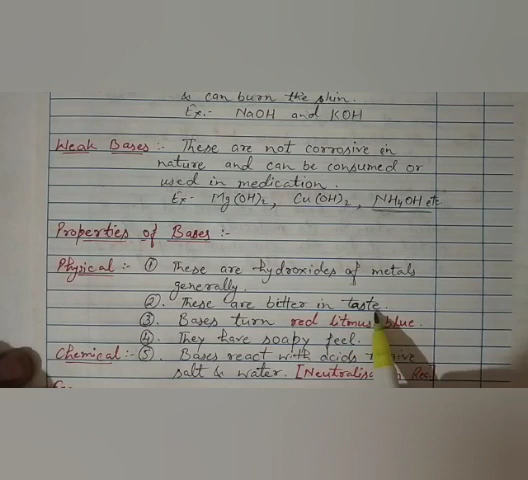 & can burn the skin.
Ex.- NaOH and KOH
Weak Bases :- These are not corrosive in
nature and can be consumed or
used in medication.
Ex- Mg(OH)2, Cu(OH)2, NH4OH etc
Properties of Bases :-
Physical :- ① These are hydroxides of metals
generally.
②. These are bitter in taste.
③. Bases turn red litmus blue.
④. They have soapy feel.
Chemical :- ⑤. Bases react with acids
salt & water. [Neutralis